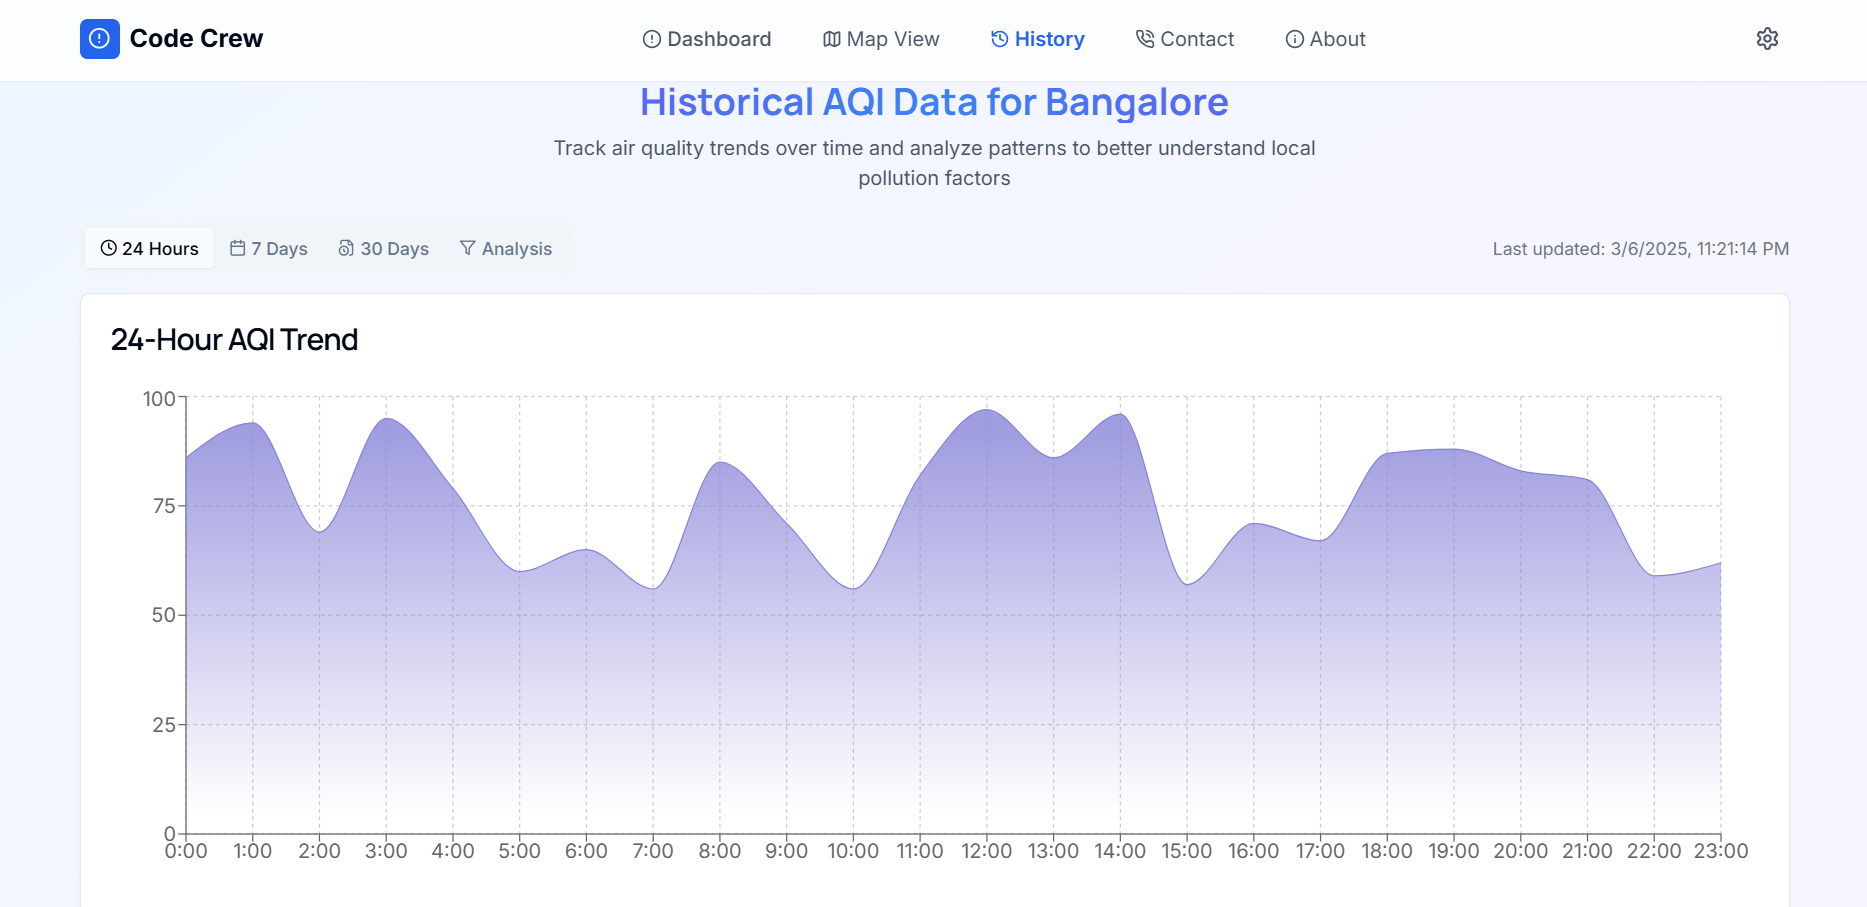 Code Crew
Dashboard
Map View
History
Contact
About
Historical AQI Data for Bangalore
Track air quality trends over time and analyze patterns to better understand local
pollution factors
24 Hours
7 Days
30 Days
Analysis
Last updated: 3/6/2025, 11:21:14 PM
24-Hour AQI Trend
100
75
50
25
0
0:00 1:00 2:00 3:00 4:00 5:00 6:00 7:00 8:00 9:00 10:00 11:00 12:00 13:00 14:00 15:00 16:00 17:00 18:00 19:00 20:00 21:00 22:00 23:00